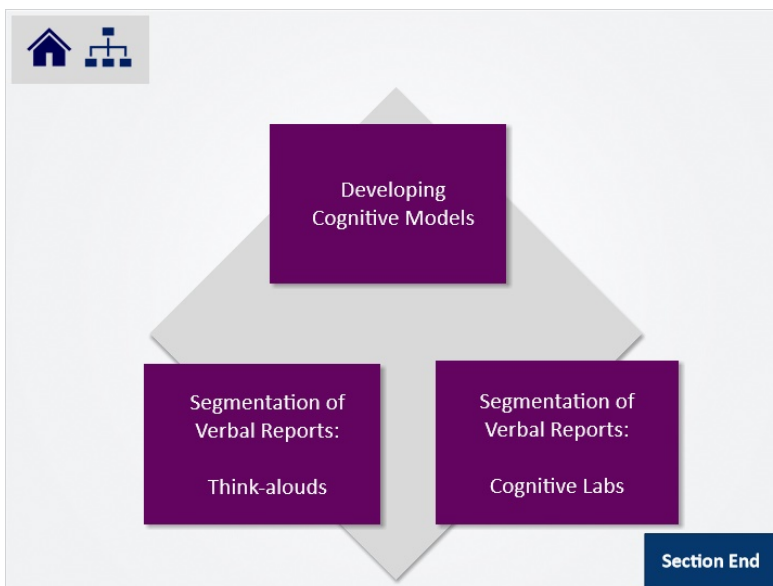 Developing
Cognitive Models
Segmentation of
Verbal Reports:
Think-alouds
Segmentation of
Verbal Reports:
Cognitive Labs
Section End